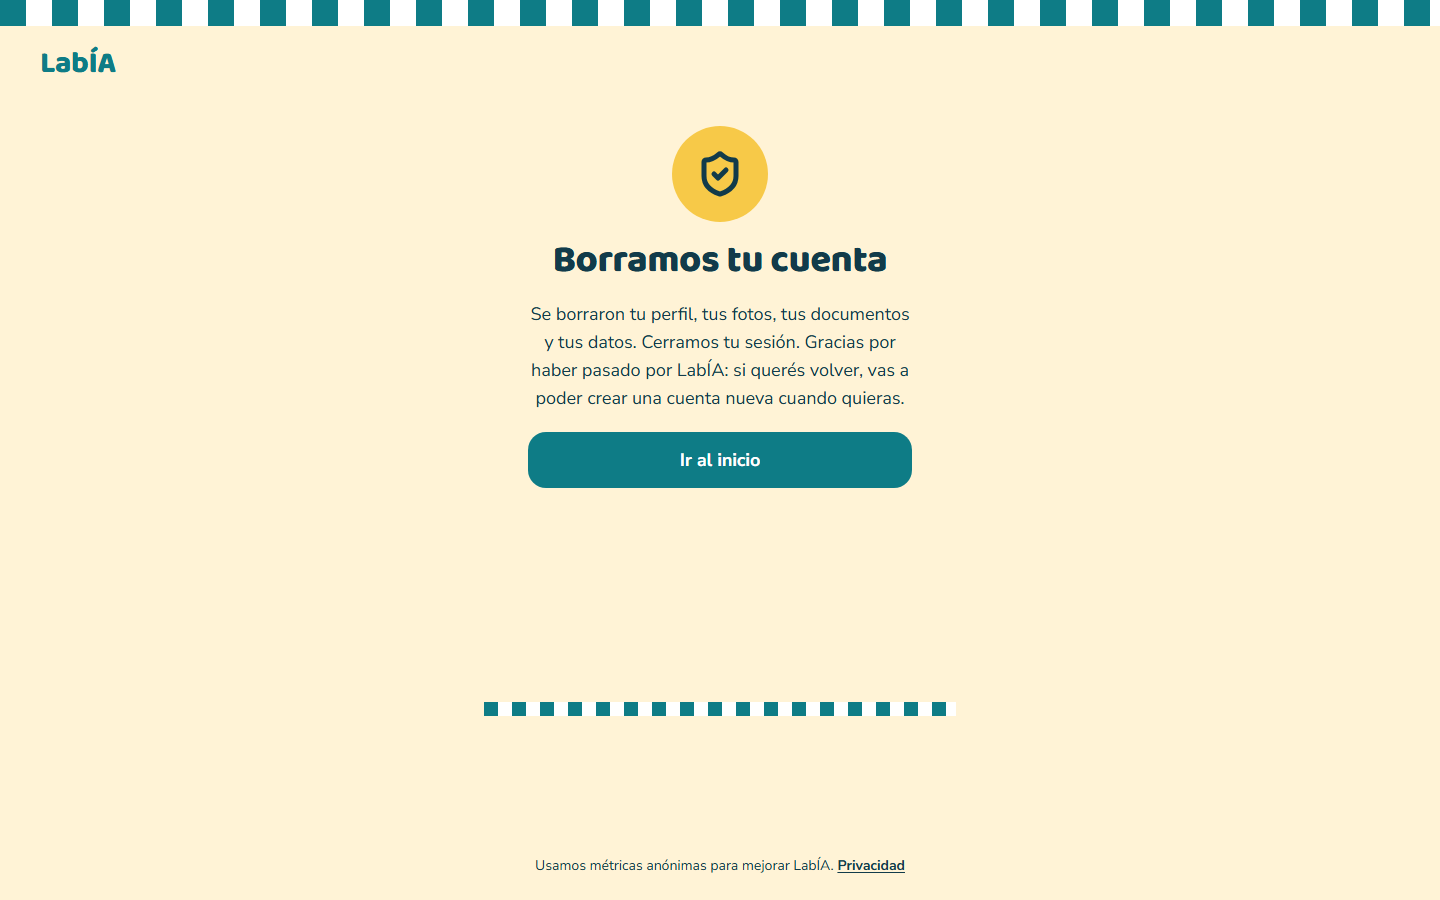 LabÍA
Borramos tu cuenta
Se borraron tu perfil, tus fotos, tus documentos
y tus datos. Cerramos tu sesión. Gracias por
haber pasado por LabÍA: si querés volver, vas a
poder crear una cuenta nueva cuando quieras.
Ir al inicio
Usamos métricas anónimas para mejorar LabÍA. Privacidad